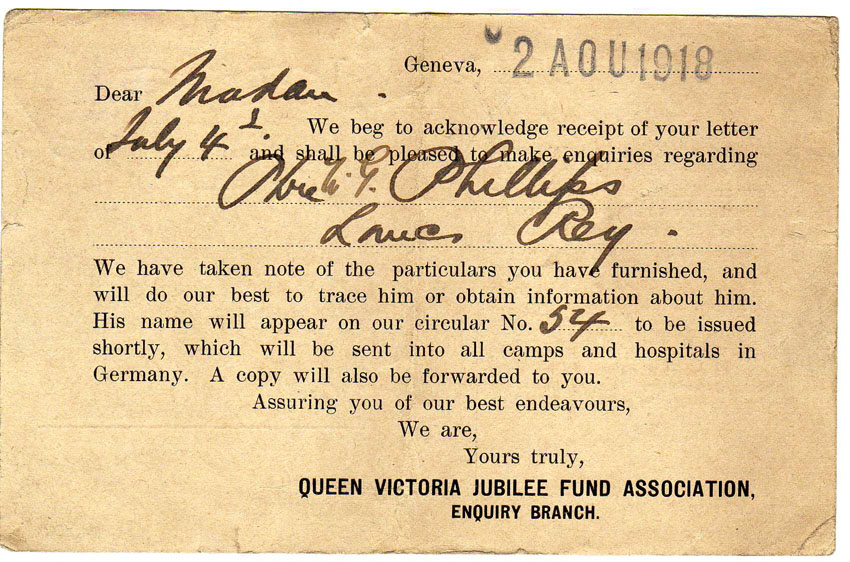 Geneva, 2 AOU 1918
Dear Madam.
We beg to acknowledge receipt of your letter
of July 4 and shall be pleased to make enquiries regarding
Phillips
Lancs Reg.
We have taken note of the particulars you have furnished, and
will do our best to trace him or obtain information about him.
His name will appear on our circular No. 54 to be issued
shortly, which will be sent into all camps and hospitals in
Germany. A copy will also be forwarded to you.
Assuring you of our best endeavours,
We are,
Yours truly,
QUEEN VICTORIA JUBILEE FUND ASSOCIATION,
ENQUIRY BRANCH.